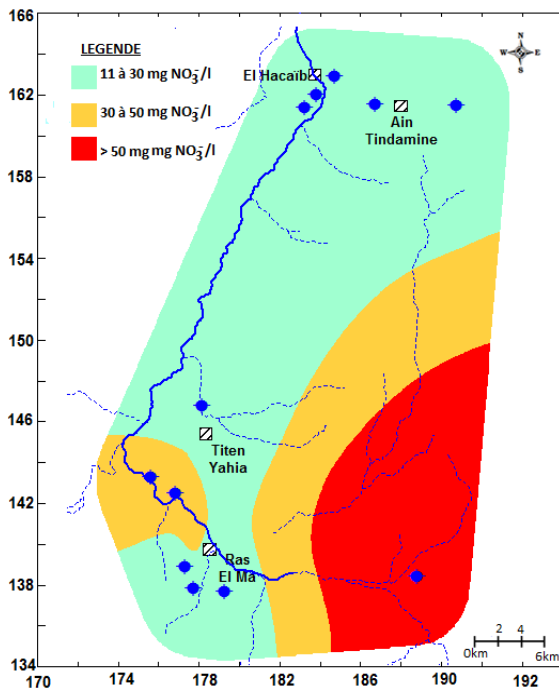 166
LEGENDE
11 à 30 mg NO₃⁻/l
30 à 50 mg NO₃⁻/l
> 50 mg mg NO₃⁻/l
El Hacaïb
Ain
Tindamine
N
W E
S
162
158
154
150
146
Titen
Yahia
142
Ras
El Ma
138
2 4
0km 6km
134
170 174 178 182 186 190 192